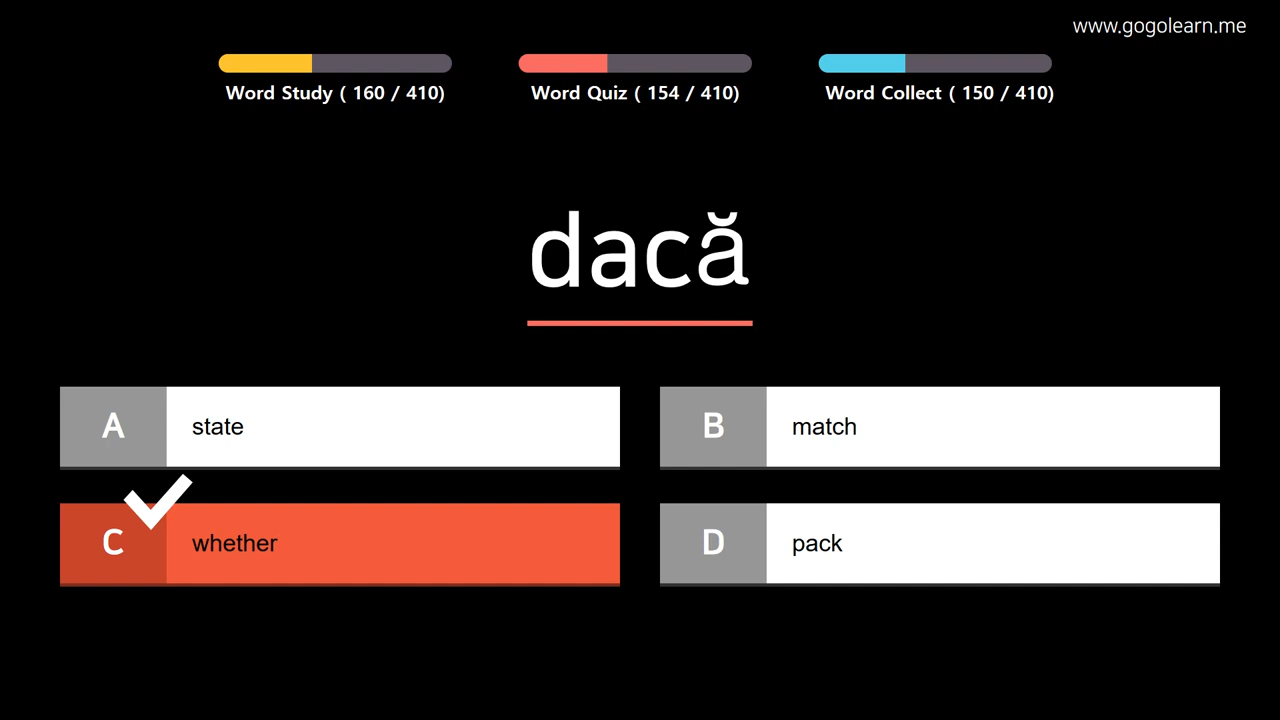 www.gogolearn.me
Word Study ( 160 / 410)
Word Quiz ( 154 / 410)
Word Collect ( 150 / 410)
dacă
A state
B match
C whether
D pack